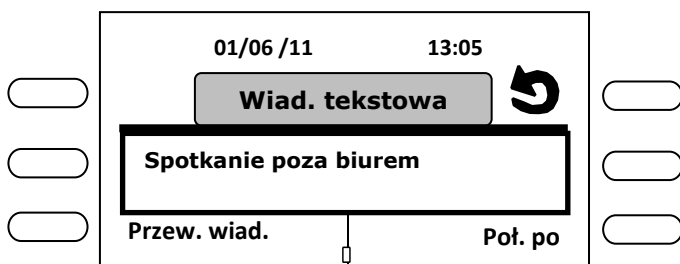 01/06 /11 13:05
Wiad. tekstowa
Spotkanie poza biurem
Przew. wiad. Poł. po